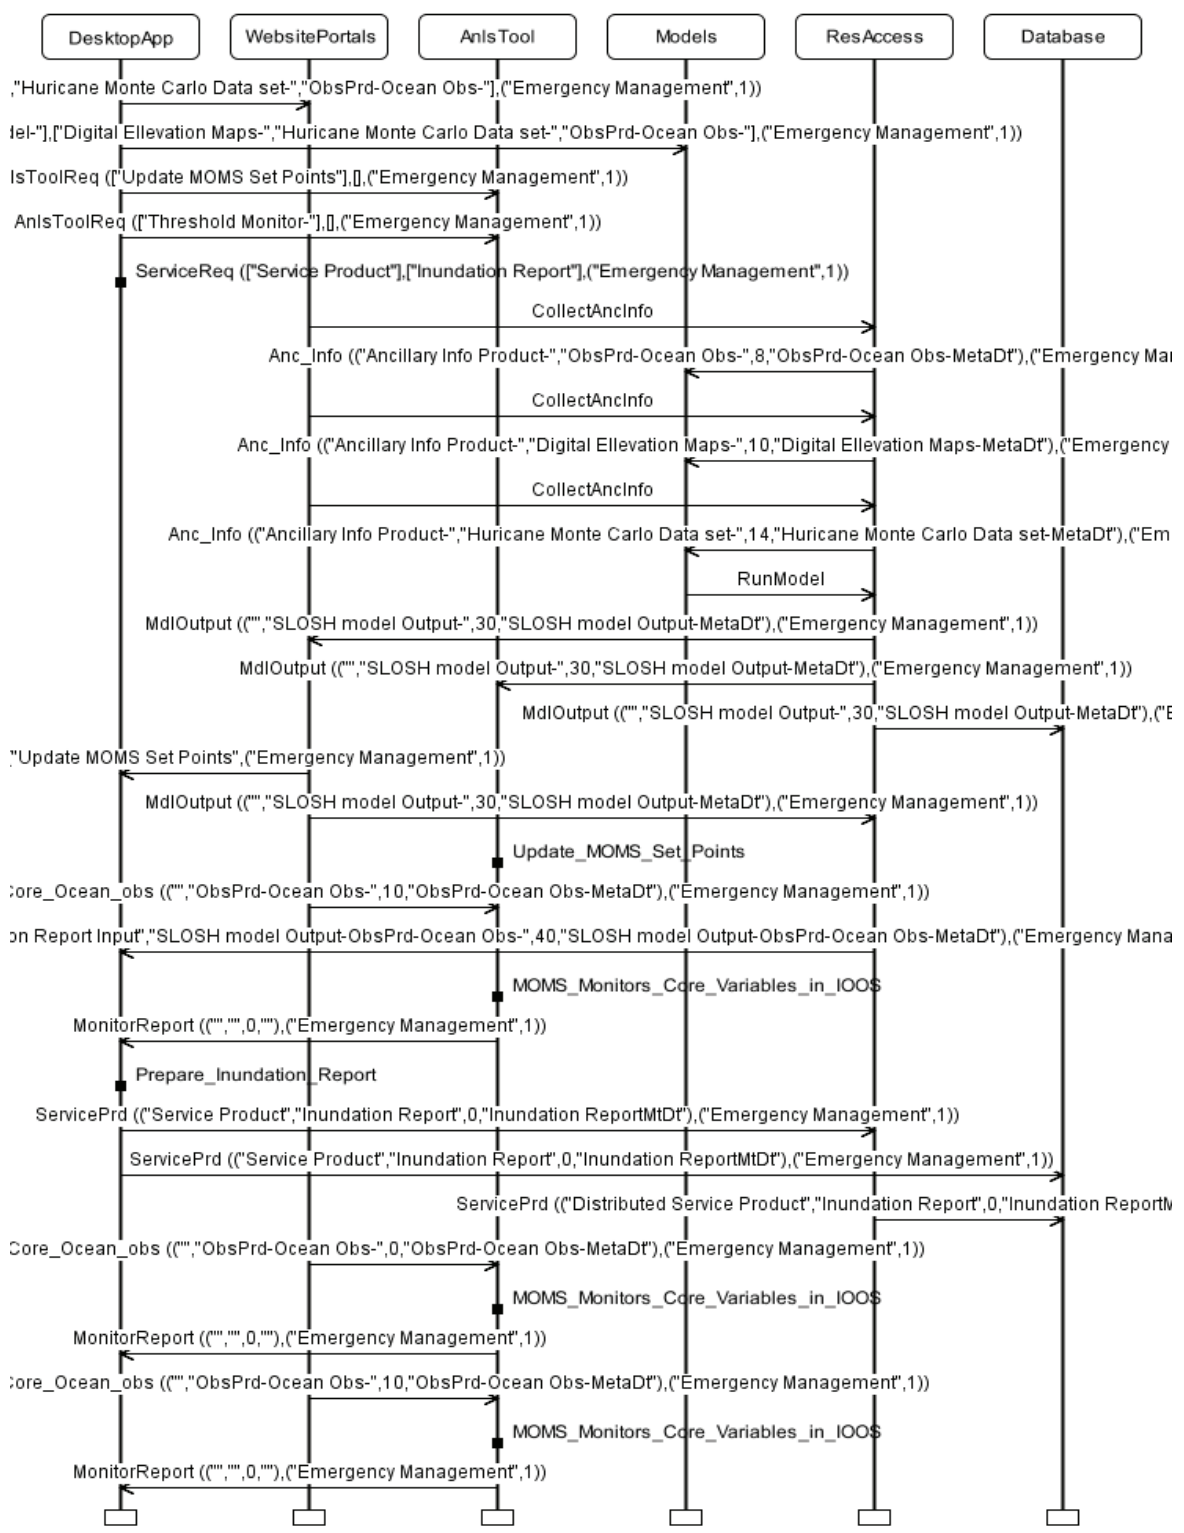 DesktopApp WebsitePortals AnlsTool Models ResAccess Database
,"Huricane Monte Carlo Data set-","ObsPrd-Ocean Obs-"],("Emergency Management",1))
del-"],["Digital Ellevation Maps-","Huricane Monte Carlo Data set-","ObsPrd-Ocean Obs-"],("Emergency Management",1))
lsToolReq (["Update MOMS Set Points"],[],("Emergency Management",1))
AnlsToolReq (["Threshold Monitor-"],[],("Emergency Management",1))
ServiceReq (["Service Product"],["Inundation Report"],("Emergency Management",1))
CollectAncInfo
Anc_Info (("Ancillary Info Product-","ObsPrd-Ocean Obs-",8,"ObsPrd-Ocean Obs-MetaDt"),("Emergency Mar
CollectAncInfo
Anc_Info (("Ancillary Info Product-","Digital Ellevation Maps-",10,"Digital Ellevation Maps-MetaDt"),("Emergency
CollectAncInfo
Anc_Info (("Ancillary Info Product-","Huricane Monte Carlo Data set-",14,"Huricane Monte Carlo Data set-MetaDt"),("Em
RunModel
MdlOutput (("","SLOSH model Output-",30,"SLOSH model Output-MetaDt"),("Emergency Management",1))
MdlOutput (("","SLOSH model Output-",30,"SLOSH model Output-MetaDt"),("Emergency Management",1))
MdlOutput (("","SLOSH model Output-",30,"SLOSH model Output-MetaDt"),("E
"Update MOMS Set Points",("Emergency Management",1))
MdlOutput (("","SLOSH model Output-",30,"SLOSH model Output-MetaDt"),("Emergency Management",1))
Update_MOMS_Set_Points
Core_Ocean_obs (("","ObsPrd-Ocean Obs-",10,"ObsPrd-Ocean Obs-MetaDt"),("Emergency Management",1))
on Report Input","SLOSH model Output-ObsPrd-Ocean Obs-",40,"SLOSH model Output-ObsPrd-Ocean Obs-MetaDt"),("Emergency Mana
MOMS_Monitors_Core_Variables_in_IOOS
MonitorReport (("","",0,""),("Emergency Management",1))
Prepare_Inundation_Report
ServicePrd (("Service Product","Inundation Report",0,"Inundation ReportMtDt"),("Emergency Management",1))
ServicePrd (("Service Product","Inundation Report",0,"Inundation ReportMtDt"),("Emergency Management",1))
ServicePrd (("Distributed Service Product","Inundation Report",0,"Inundation ReportM
Core_Ocean_obs (("","ObsPrd-Ocean Obs-",0,"ObsPrd-Ocean Obs-MetaDt"),("Emergency Management",1))
MOMS_Monitors_Core_Variables_in_IOOS
MonitorReport (("","",0,""),("Emergency Management",1))
Core_Ocean_obs (("","ObsPrd-Ocean Obs-",10,"ObsPrd-Ocean Obs-MetaDt"),("Emergency Management",1))
MOMS_Monitors_Core_Variables_in_IOOS
MonitorReport (("","",0,""),("Emergency Management",1))